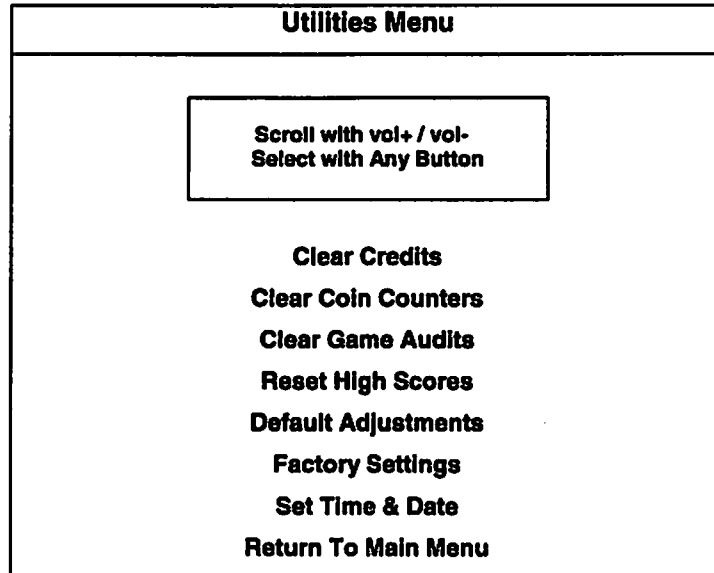 Utilities Menu
Scroll with vol+ / vol-
Select with Any Button
Clear Credits
Clear Coin Counters
Clear Game Audits
Reset High Scores
Default Adjustments
Factory Settings
Set Time & Date
Return To Main Menu